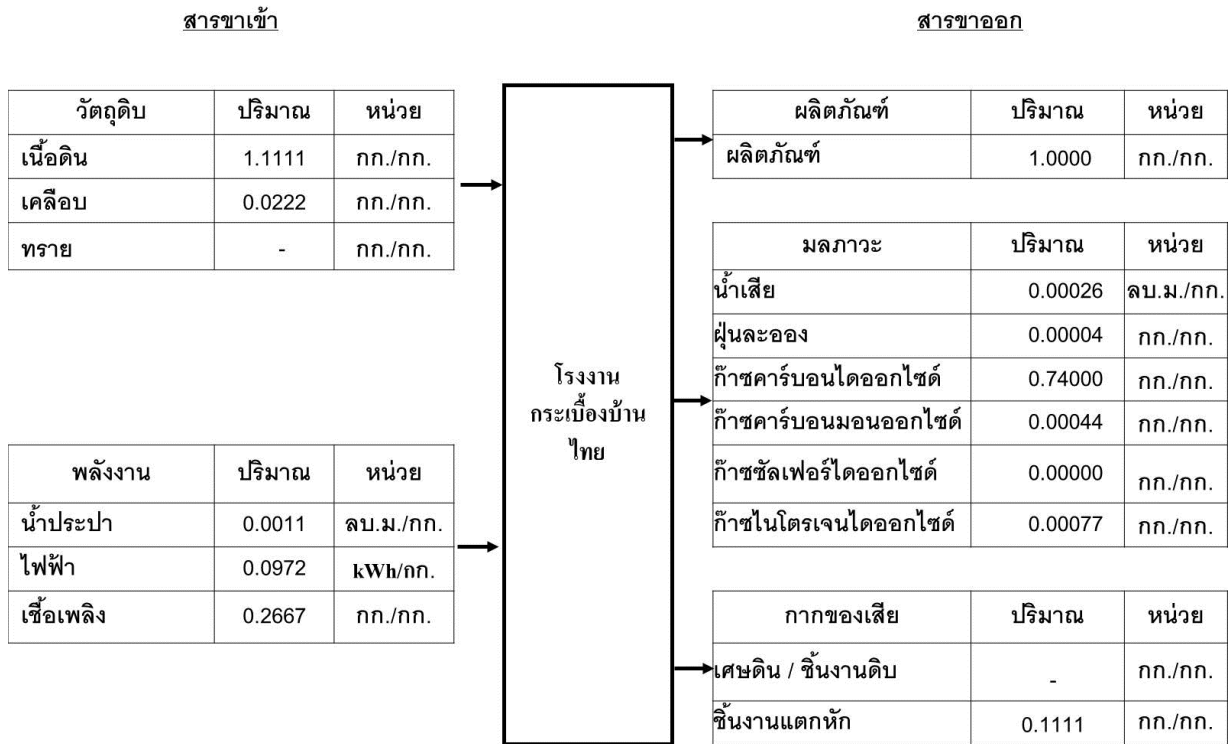 สารขาเข้า
สารขาออก
วัตถุดิบ ปริมาณ หน่วย
เนื้อดิน 1.1111 กก./กก.
เคลือบ 0.0222 กก./กก.
ทราย - กก./กก.
พลังงาน ปริมาณ หน่วย
น้ำประปา 0.0011 ลบ.ม./กก.
ไฟฟ้า 0.0972 kWh/กก.
เชื้อเพลิง 0.2667 กก./กก.
โรงงาน
กระเบื้องบ้าน
ไทย
ผลิตภัณฑ์ ปริมาณ หน่วย
ผลิตภัณฑ์ 1.0000 กก./กก.
มลภาวะ ปริมาณ หน่วย
น้ำเสีย 0.00026 ลบ.ม./กก.
ฝุ่นละออง 0.00004 กก./กก.
ก๊าซคาร์บอนไดออกไซด์ 0.74000 กก./กก.
ก๊าซคาร์บอนมอนออกไซด์ 0.00044 กก./กก.
ก๊าซซัลเฟอร์ไดออกไซด์ 0.00000 กก./กก.
ก๊าซไนโตรเจนไดออกไซด์ 0.00077 กก./กก.
กากของเสีย ปริมาณ หน่วย
เศษดิน / ชิ้นงานดิบ - กก./กก.
ชิ้นงานแตกหัก 0.1111 กก./กก.